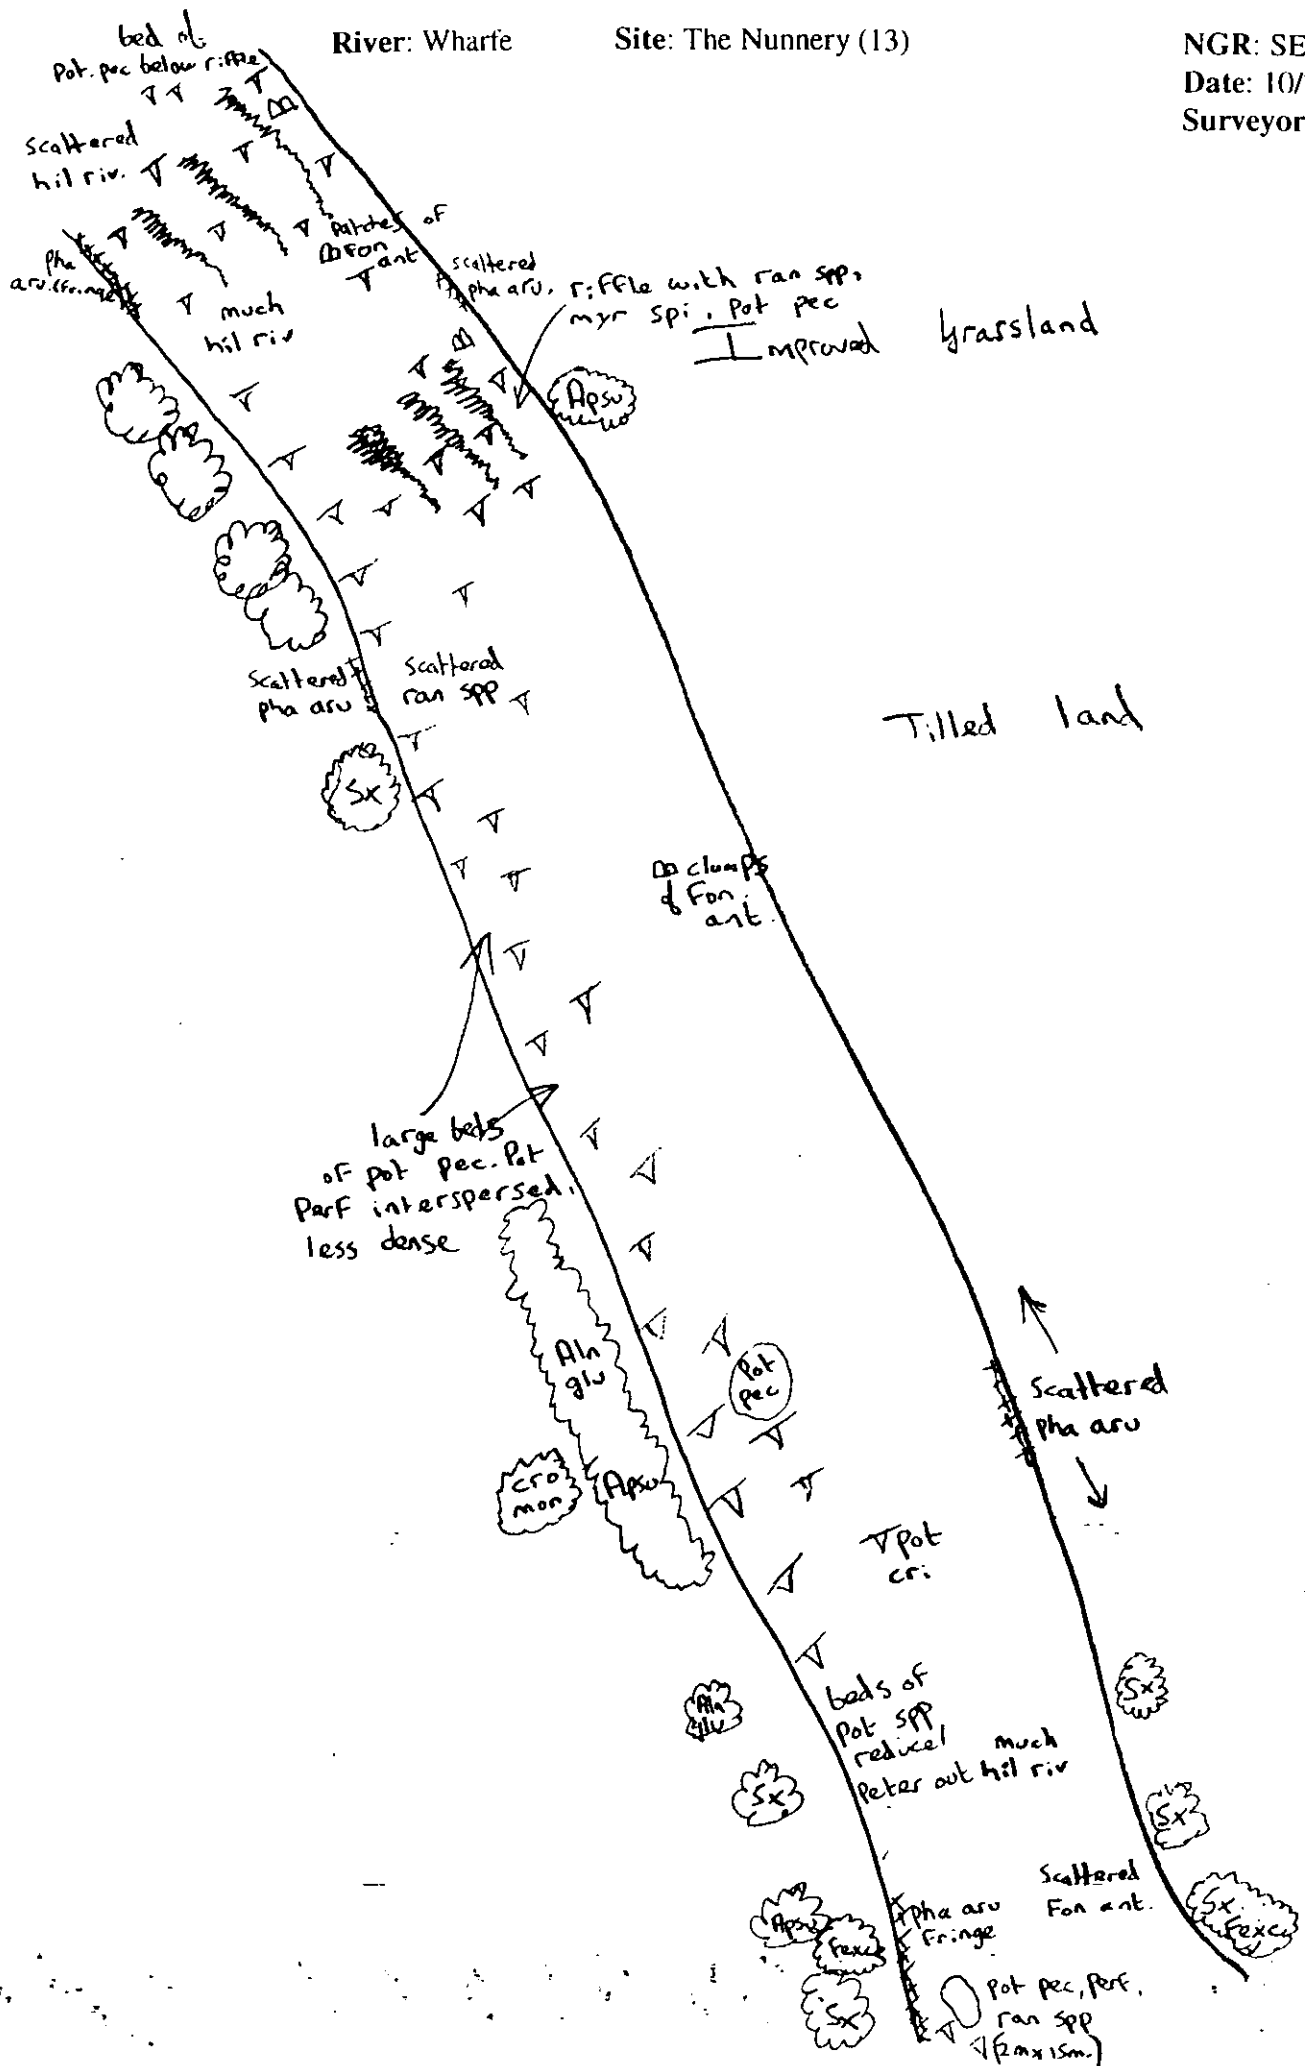 River: Wharfe
Site: The Nunnery (13)
NGR: SE
Date: 10/
Surveyor
bed of
Pot. pec below riffle
scattered
hil riv.
pha
aru. fringe
much
hil riv
patches of
Fon
ant
scattered
pha aru.
riffle with ran spp,
myr spi, Pot pec
Improved grassland
Apsu
scattered
pha aru
scattered
ran spp
Tilled land
Sx
clumps
of Fon.
ant.
large beds
of pot pec. Pot
Perf interspersed,
less dense
Aln
glu
Pot
pec
scattered
pha aru
cro
mon
Apsu
pot
cri
Aln
glu
beds of
Pot spp
reduce/
Peter out
much
hil riv
Sx
Sx
Sx
Scattered
Fon ant.
pha aru
fringe
Apsu
Fexc
Sx
Fexc
Sx
pot pec, perf,
ran spp
(2m x 15m.)